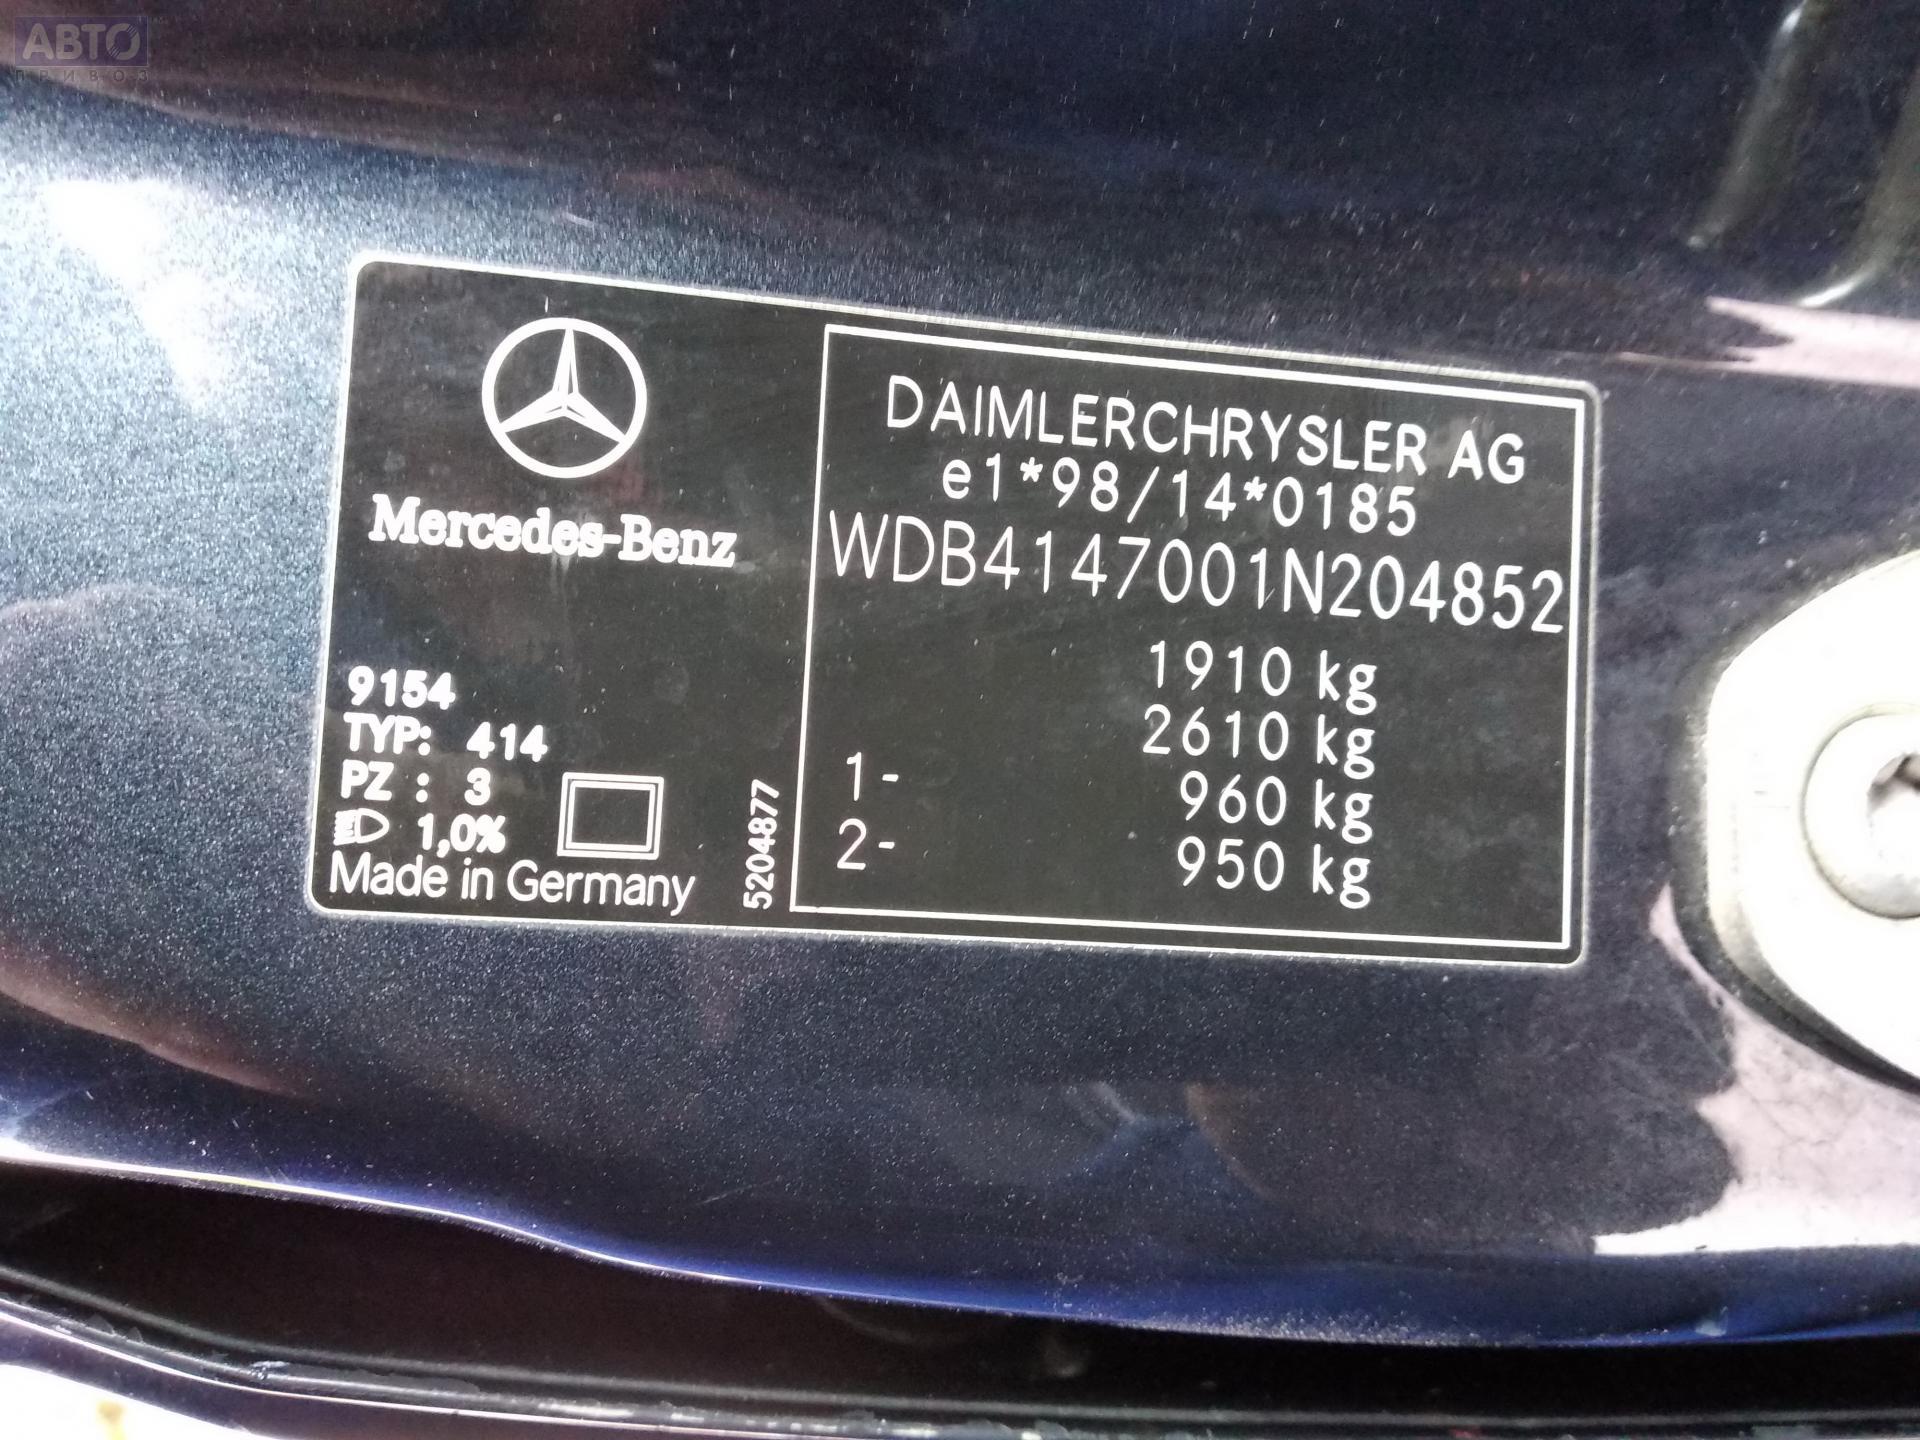 АВТО
ПРИВОЗ
Mercedes-Benz
9154
TYP: 414
PZ : 3
1,0%
Made in Germany
5204877
DAIMLERCHRYSLER AG
e1*98/14*0185
WDB4147001N204852
1910 kg
2610 kg
1- 960 kg
2- 950 kg